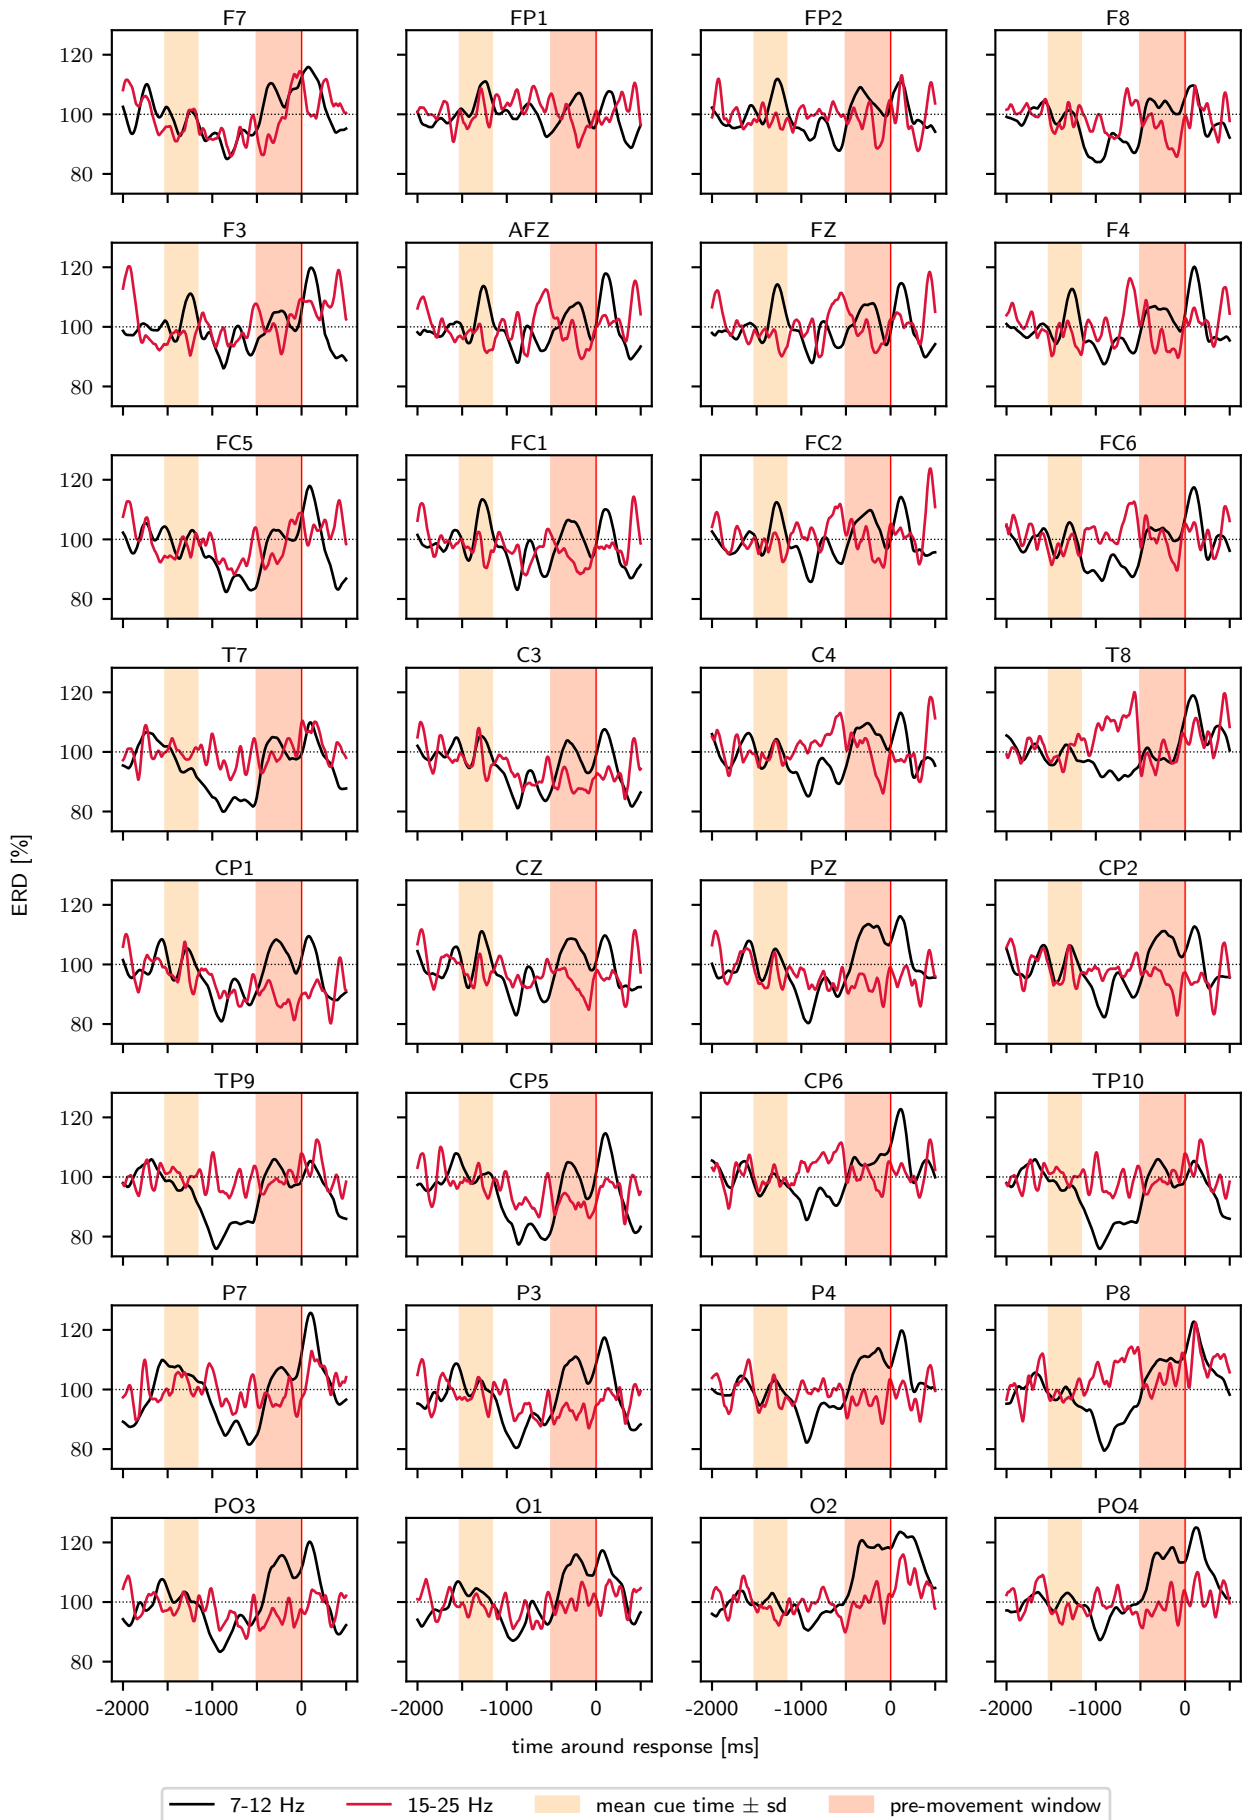 F7 FP1 FP2 F8
120
100
80
F3 AFZ FZ F4
120
100
80
FC5 FC1 FC2 FC6
120
100
80
T7 C3 C4 T8
120
100
80
ERD [%]
CP1 CZ PZ CP2
120
100
80
TP9 CP5 CP6 TP10
120
100
80
P7 P3 P4 P8
120
100
80
PO3 O1 O2 PO4
120
100
80
-2000 -1000 0 -2000 -1000 0 -2000 -1000 0 -2000 -1000 0
time around response [ms]
7-12 Hz 15-25 Hz mean cue time ± sd pre-movement window